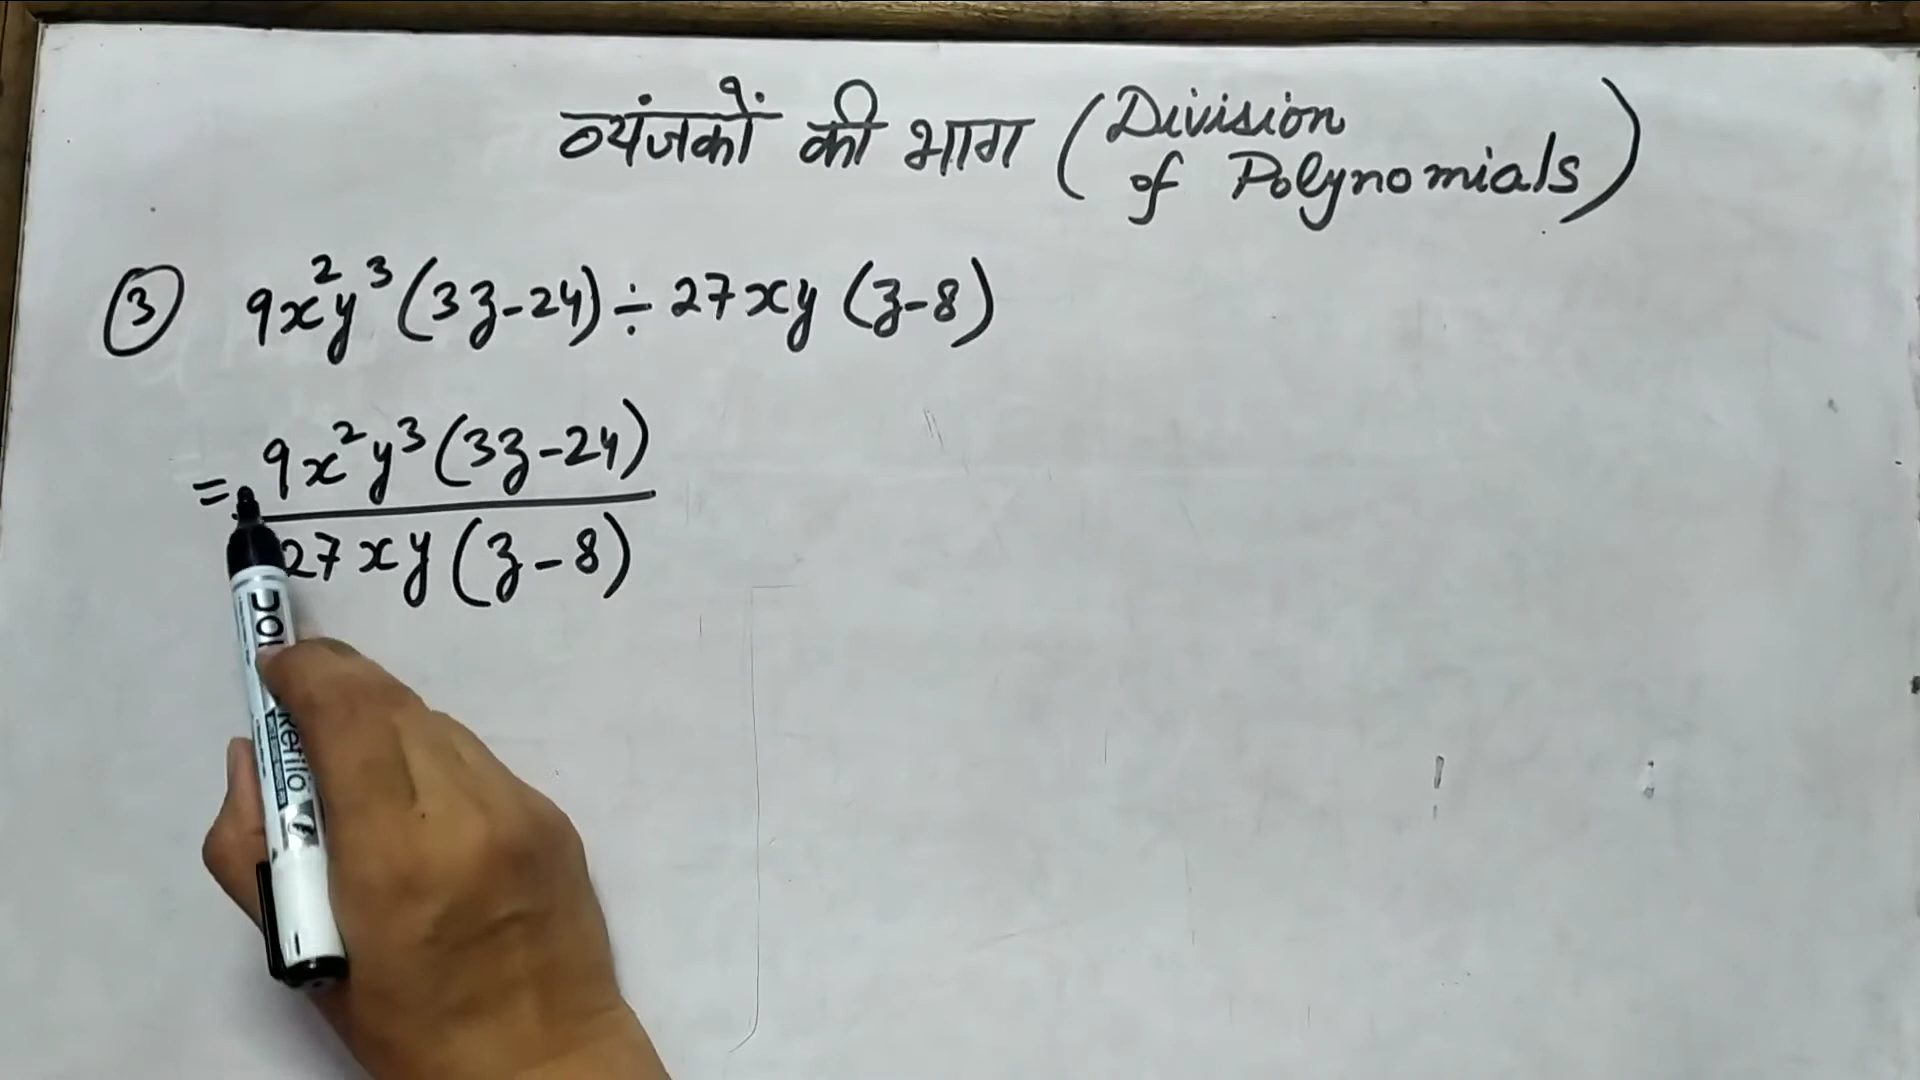 व्यंजकों की भाग (Division
of Polynomials)
③ 9x²y³(3z-24)÷27xy(z-8)
= 9x²y³(3z-24)
27xy(z-8)